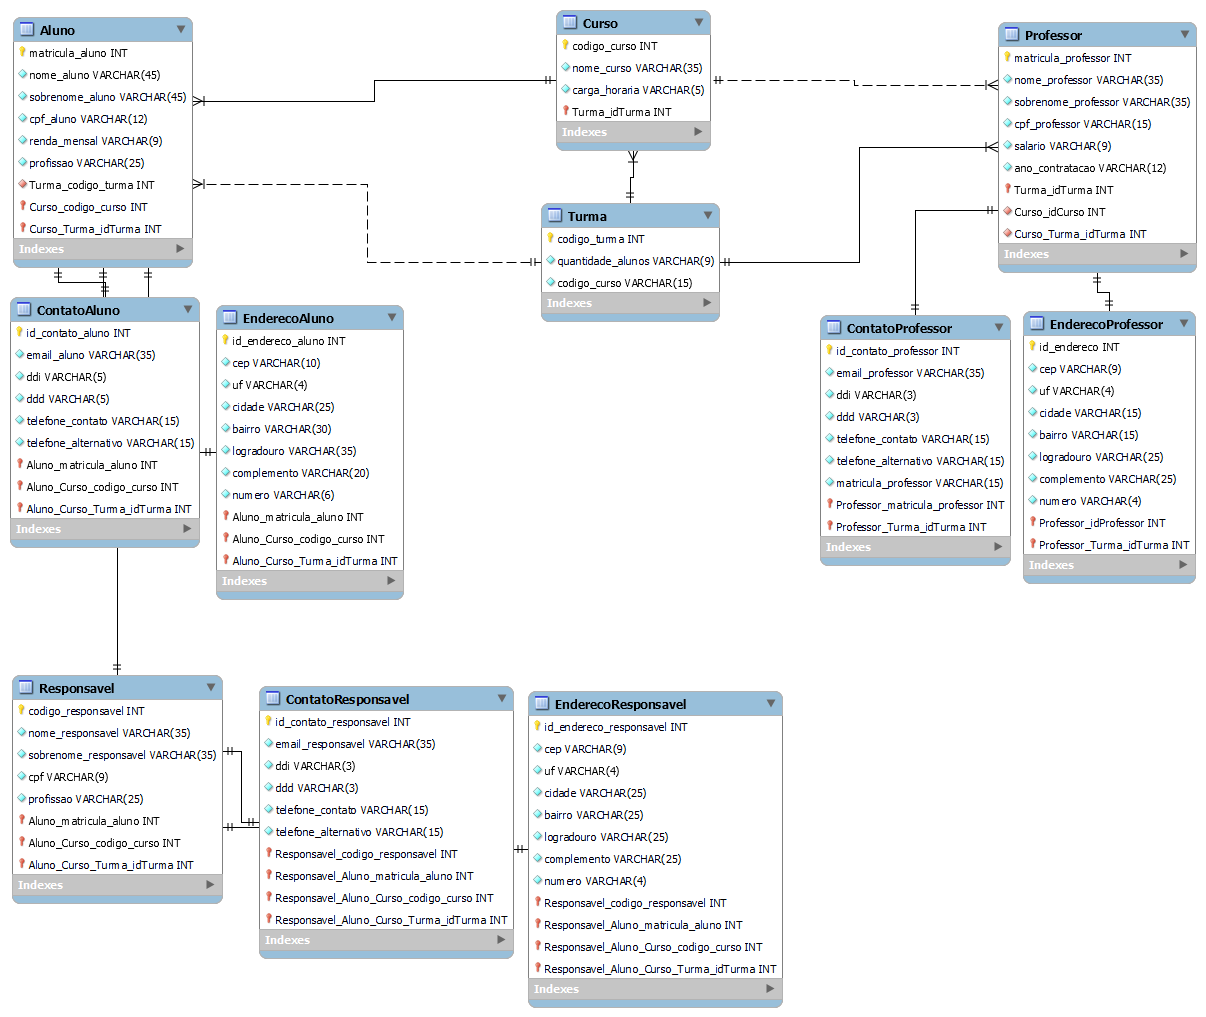 Aluno
matricula_aluno INT
nome_aluno VARCHAR(45)
sobrenome_aluno VARCHAR(45)
cpf_aluno VARCHAR(12)
renda_mensal VARCHAR(9)
profissao VARCHAR(25)
Turma_codigo_turma INT
Curso_codigo_curso INT
Curso_Turma_idTurma INT
Indexes
Curso
codigo_curso INT
nome_curso VARCHAR(35)
carga_horaria VARCHAR(5)
Turma_idTurma INT
Indexes
Professor
matricula_professor INT
nome_professor VARCHAR(35)
sobrenome_professor VARCHAR(35)
cpf_professor VARCHAR(15)
salario VARCHAR(9)
ano_contratacao VARCHAR(12)
Turma_idTurma INT
Curso_idCurso INT
Curso_Turma_idTurma INT
Indexes
Turma
codigo_turma INT
quantidade_alunos VARCHAR(9)
codigo_curso VARCHAR(15)
Indexes
ContatoAluno
id_contato_aluno INT
email_aluno VARCHAR(35)
ddi VARCHAR(5)
ddd VARCHAR(5)
telefone_contato VARCHAR(15)
telefone_alternativo VARCHAR(15)
Aluno_matricula_aluno INT
Aluno_Curso_codigo_curso INT
Aluno_Curso_Turma_idTurma INT
Indexes
EnderecoAluno
id_endereco_aluno INT
cep VARCHAR(10)
uf VARCHAR(4)
cidade VARCHAR(25)
bairro VARCHAR(30)
logradouro VARCHAR(35)
complemento VARCHAR(20)
numero VARCHAR(6)
Aluno_matricula_aluno INT
Aluno_Curso_codigo_curso INT
Aluno_Curso_Turma_idTurma INT
Indexes
ContatoProfessor
id_contato_professor INT
email_professor VARCHAR(35)
ddi VARCHAR(3)
ddd VARCHAR(3)
telefone_contato VARCHAR(15)
telefone_alternativo VARCHAR(15)
matricula_professor VARCHAR(15)
Professor_matricula_professor INT
Professor_Turma_idTurma INT
Indexes
EnderecoProfessor
id_endereco INT
cep VARCHAR(9)
uf VARCHAR(4)
cidade VARCHAR(15)
bairro VARCHAR(15)
logradouro VARCHAR(25)
complemento VARCHAR(25)
numero VARCHAR(4)
Professor_idProfessor INT
Professor_Turma_idTurma INT
Indexes
Responsavel
codigo_responsavel INT
nome_responsavel VARCHAR(35)
sobrenome_responsavel VARCHAR(35)
cpf VARCHAR(9)
profissao VARCHAR(25)
Aluno_matricula_aluno INT
Aluno_Curso_codigo_curso INT
Aluno_Curso_Turma_idTurma INT
Indexes
ContatoResponsavel
id_contato_responsavel INT
email_responsavel VARCHAR(35)
ddi VARCHAR(3)
ddd VARCHAR(3)
telefone_contato VARCHAR(15)
telefone_alternativo VARCHAR(15)
Responsavel_codigo_responsavel INT
Responsavel_Aluno_matricula_aluno INT
Responsavel_Aluno_Curso_codigo_curso INT
Responsavel_Aluno_Curso_Turma_idTurma INT
Indexes
EnderecoResponsavel
id_endereco_responsavel INT
cep VARCHAR(9)
uf VARCHAR(4)
cidade VARCHAR(25)
bairro VARCHAR(25)
logradouro VARCHAR(25)
complemento VARCHAR(25)
numero VARCHAR(4)
Responsavel_codigo_responsavel INT
Responsavel_Aluno_matricula_aluno INT
Responsavel_Aluno_Curso_codigo_curso INT
Responsavel_Aluno_Curso_Turma_idTurma INT
Indexes